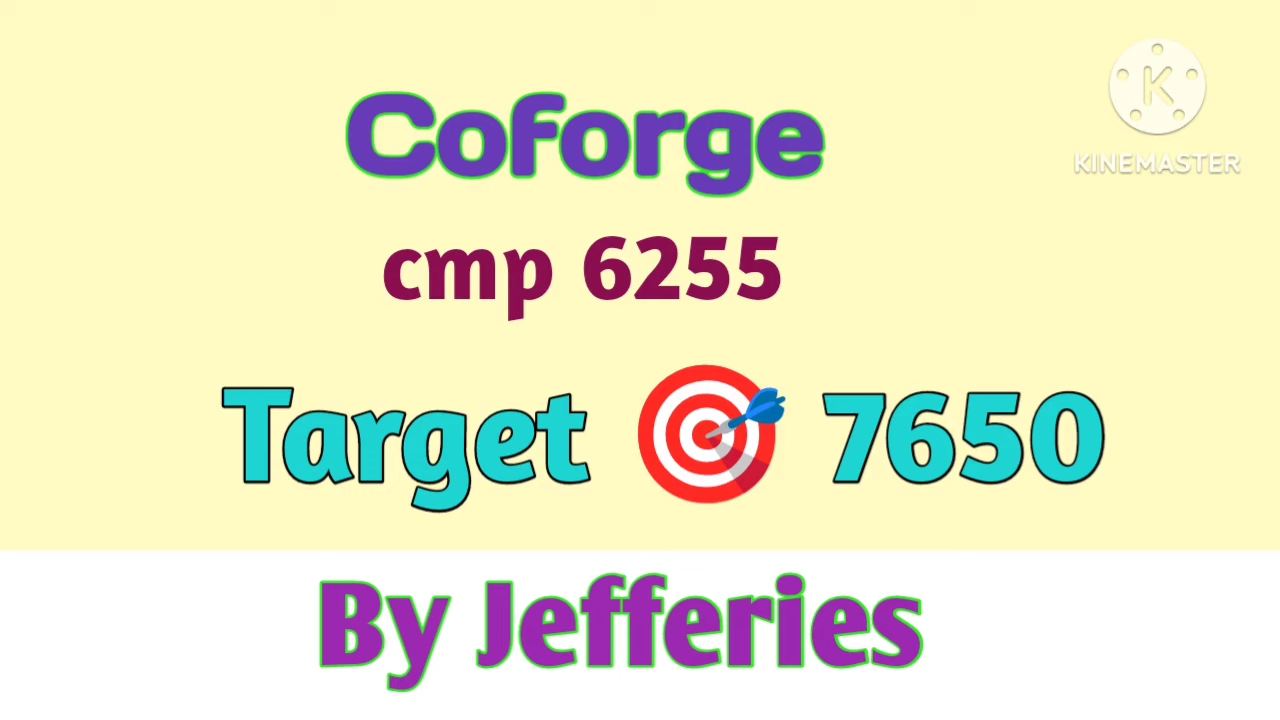 Coforge
KINEMASTER
cmp 6255
Target 🎯 7650
By Jefferies